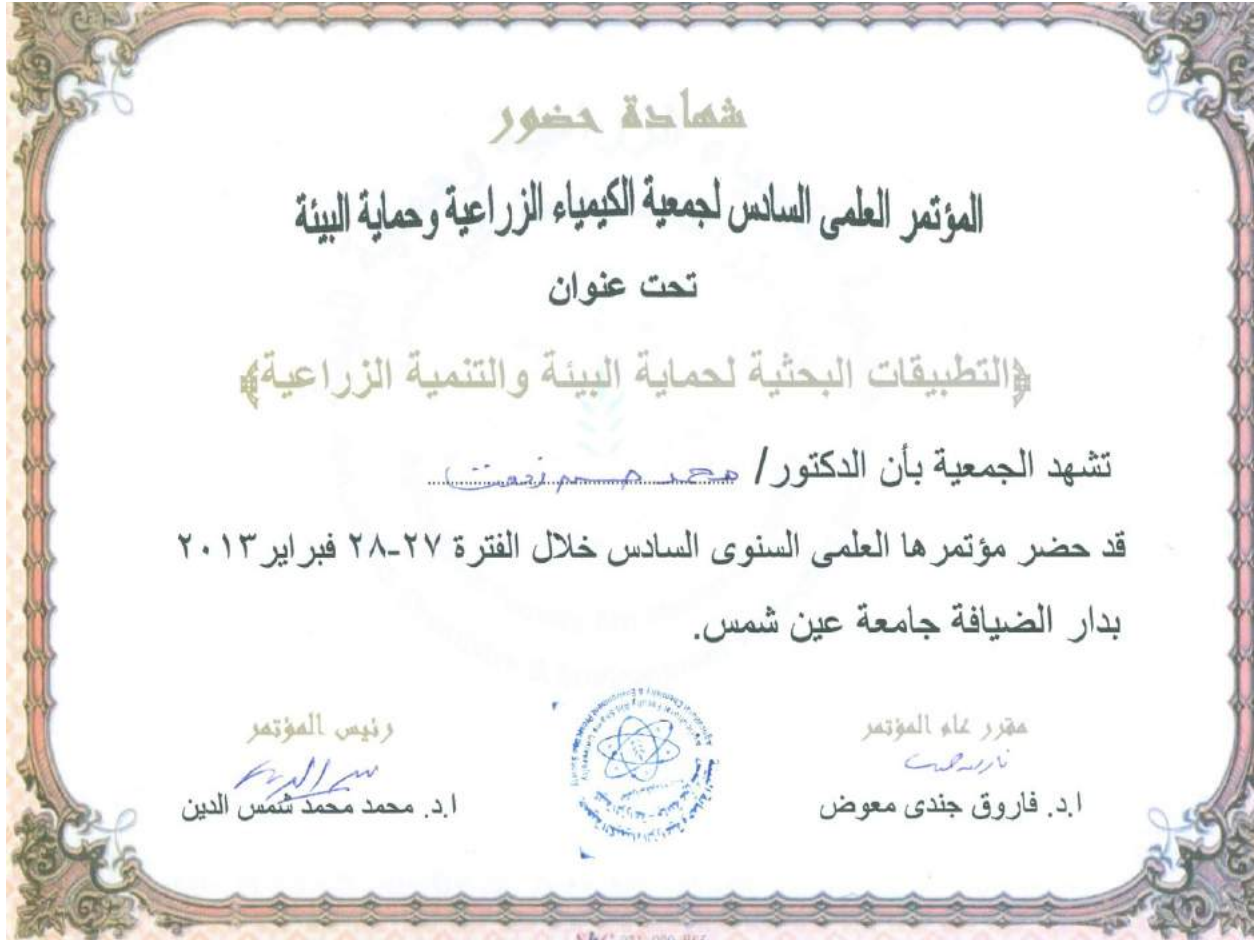 شهادة حضور
المؤتمر العلمى السادس لجمعية الكيمياء الزراعية وحماية البيئة
تحت عنوان
﴿التطبيقات البحثية لحماية البيئة والتنمية الزراعية﴾
تشهد الجمعية بأن الدكتور/ محمد
قد حضر مؤتمرها العلمى السنوى السادس خلال الفترة ٢٧-٢٨ فبراير ٢٠١٣
بدار الضيافة جامعة عين شمس.
مقرر عام المؤتمر
ا.د. فاروق جندى معوض
رئيس المؤتمر
ا.د. محمد محمد شمس الدين